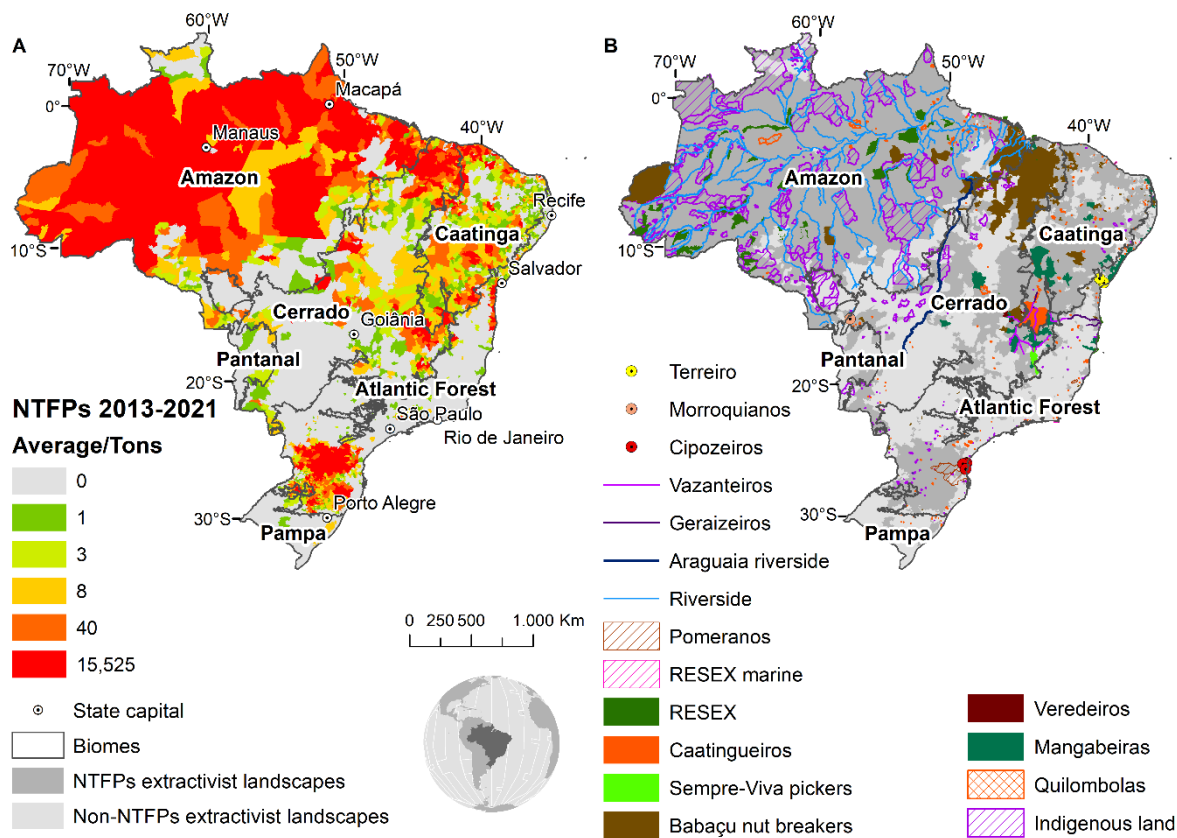 A
60°W
70°W
50°W
Macapá
0°
40°W
Manaus
Amazon
Recife
Caatinga
10°S
Salvador
Cerrado
Goiânia
Pantanal
20°S
Atlantic Forest
NTFPs 2013-2021
São Paulo
Rio de Janeiro
Average/Tons
0
1
Porto Alegre
30°S
3
Pampa
8
40
15,525
State capital
Biomes
NTFPs extractivist landscapes
Non-NTFPs extractivist landscapes
0 250 500 1.000 Km
B
60°W
70°W
50°W
0°
40°W
Amazon
Caatinga
10°S
Cerrado
Pantanal
20°S
Atlantic Forest
30°S
Pampa
Terreiro
Morroquianos
Cipozeiros
Vazanteiros
Geraizeiros
Araguaia riverside
Riverside
Pomeranos
RESEX marine
RESEX
Caatingueiros
Sempre-Viva pickers
Babaçu nut breakers
Veredeiros
Mangabeiras
Quilombolas
Indigenous land